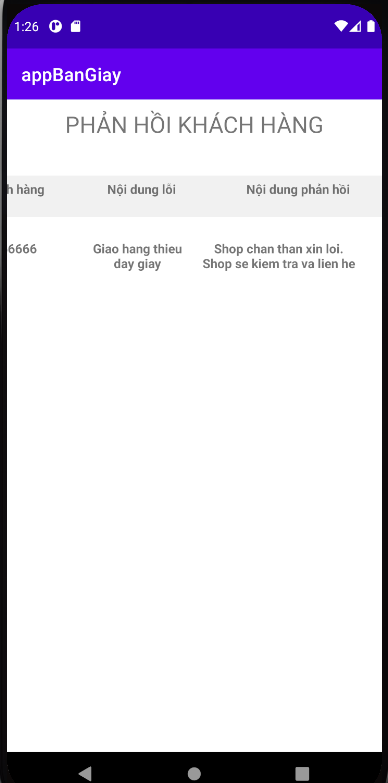 1:26
appBanGiay
PHẢN HỒI KHÁCH HÀNG
h hàng Nội dung lỗi Nội dung phản hồi
6666 Giao hang thieu Shop chan than xin loi.
day giay Shop se kiem tra va lien he